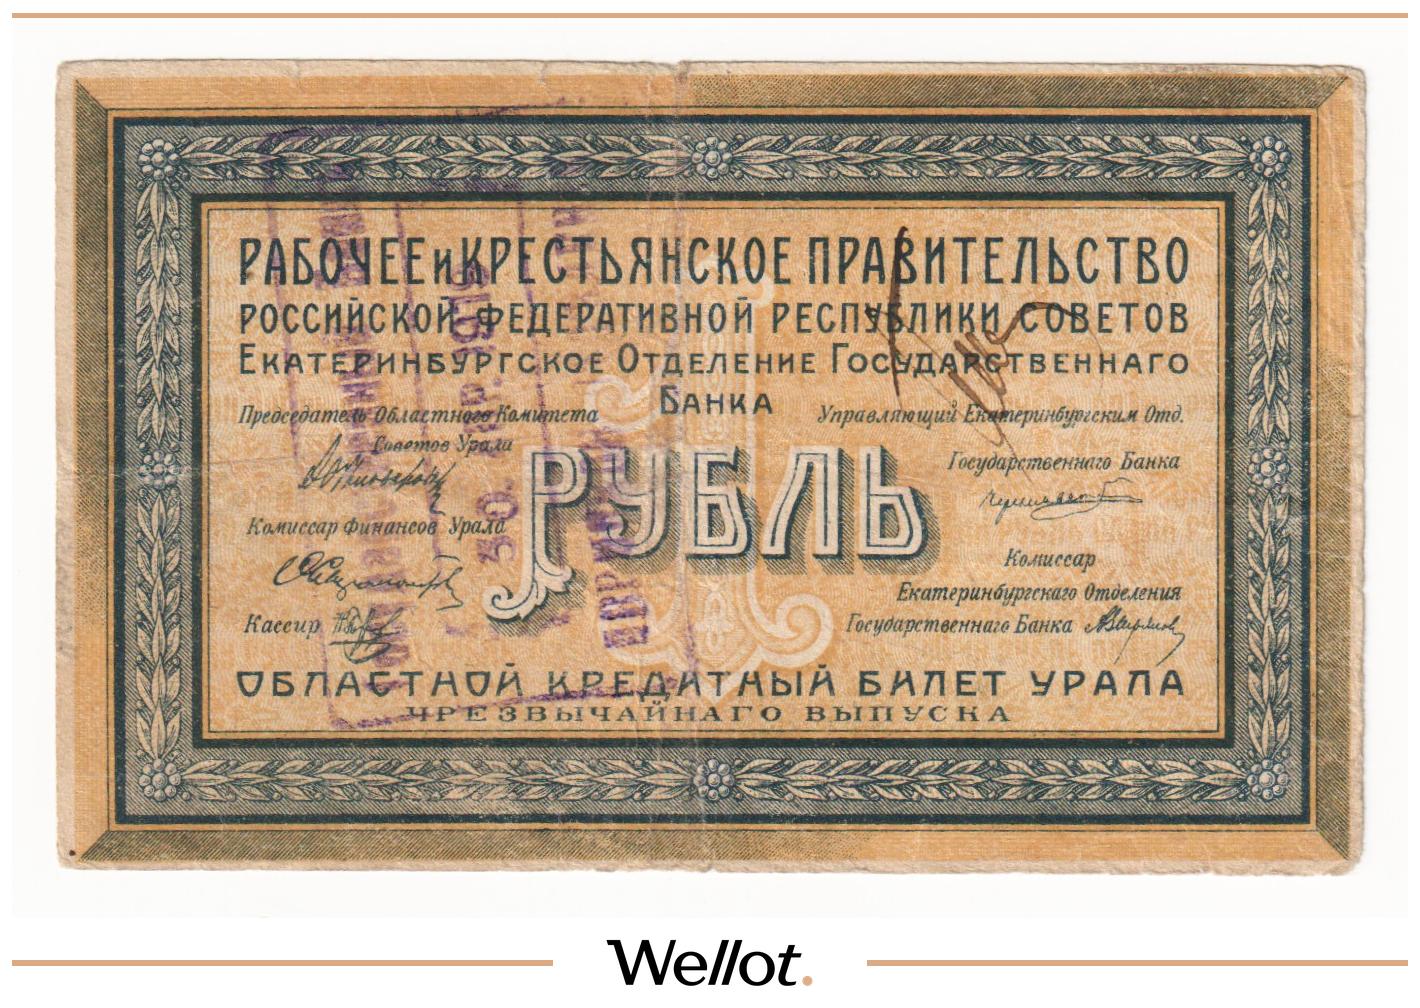 РАБОЧЕЕ и КРЕСТЬЯНСКОЕ ПРАВИТЕЛЬСТВО
РОССИЙСКОЙ ФЕДЕРАТИВНОЙ РЕСПУБЛИКИ СОВЕТОВ
ЕКАТЕРИНБУРГСКОЕ ОТДЕЛЕНИЕ ГОСУДАРСТВЕННАГО
БАНКА
Председатель Областного Комитета
Советов Урала
Управляющий Екатеринбургским Отд.
Государственнаго Банка
РУБЛЬ
Комиссар Финансов Урала
Кассир
Комиссар
Екатеринбургскаго Отделения
Государственнаго Банка
ОБЛАСТНОЙ КРЕДИТНЫЙ БИЛЕТ УРАЛА
ЧРЕЗВЫЧАЙНАГО ВЫПУСКА
Wellot.